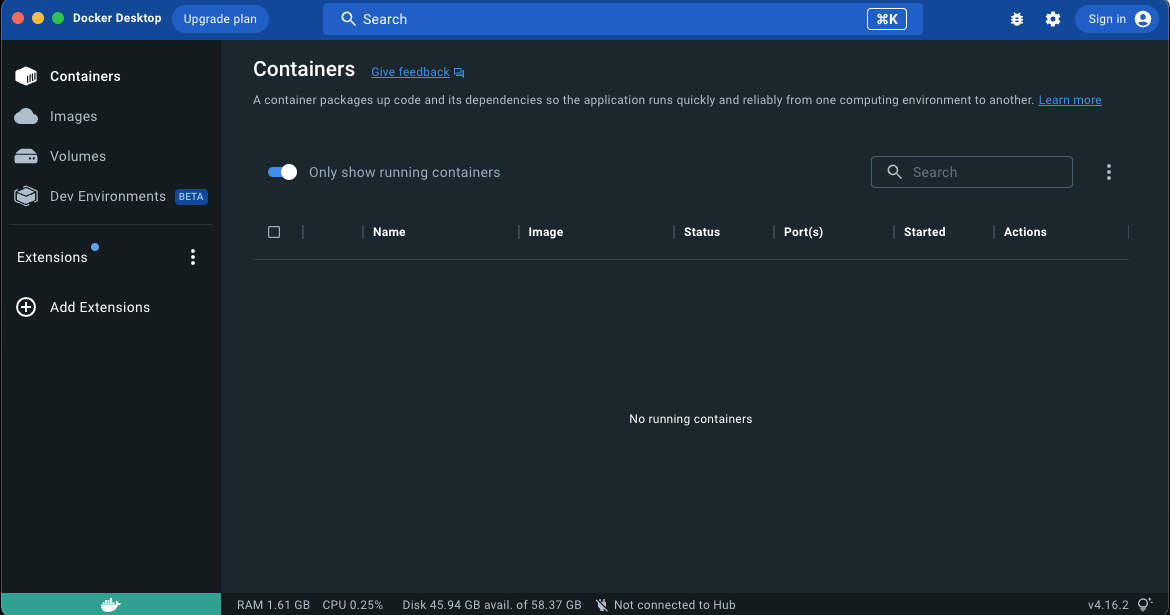 Docker Desktop Upgrade plan Search ⌘K Sign in
Containers
Images
Volumes
Dev Environments BETA
Extensions
Add Extensions
Containers Give feedback
A container packages up code and its dependencies so the application runs quickly and reliably from one computing environment to another. Learn more
Only show running containers Search
Name Image Status Port(s) Started Actions
No running containers
RAM 1.61 GB CPU 0.25% Disk 45.94 GB avail. of 58.37 GB Not connected to Hub v4.16.2